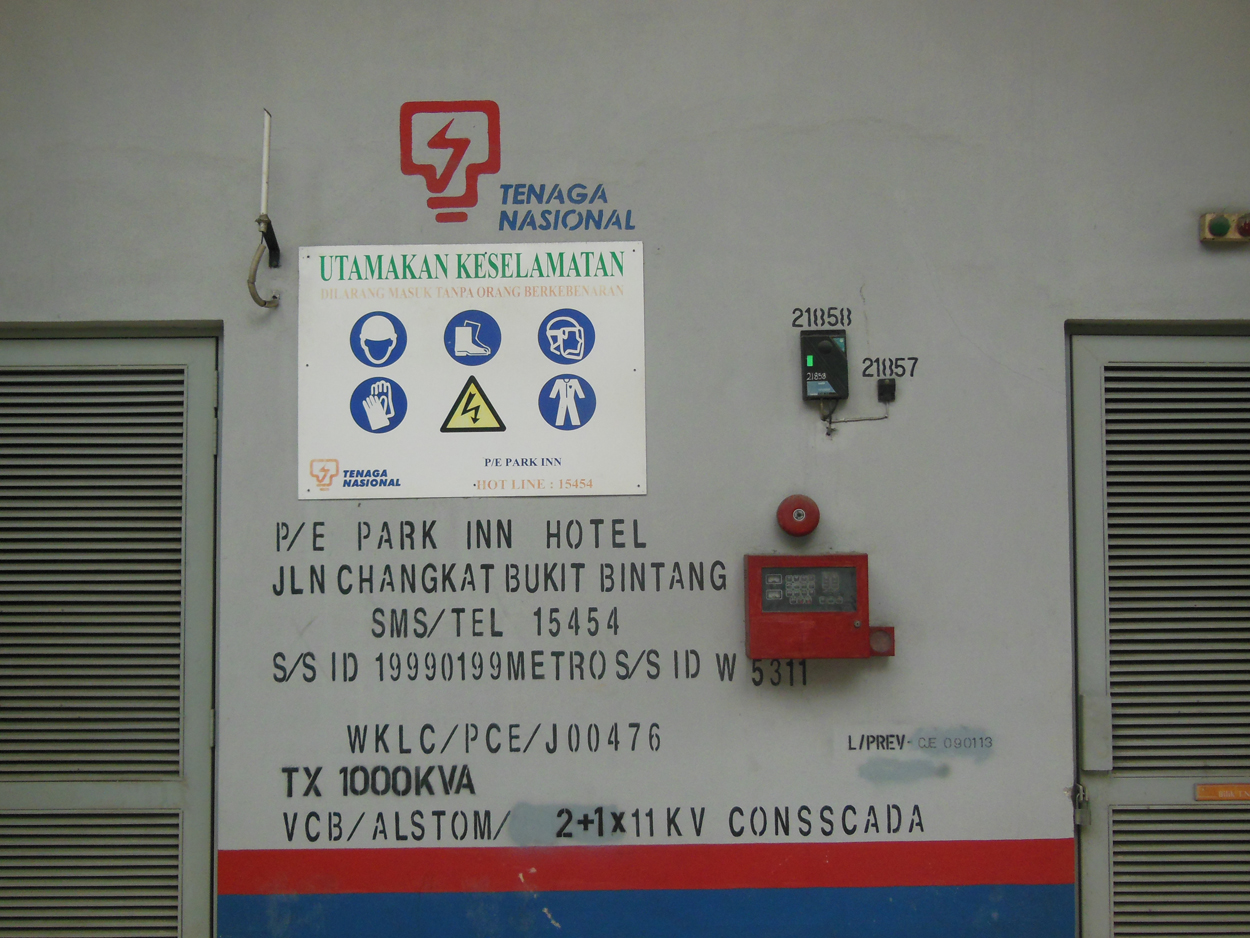 TENAGA
NASIONAL
UTAMAKAN KESELAMATAN
DILARANG MASUK TANPA ORANG BERKEBENARAN
TENAGA
NASIONAL
P/E PARK INN
HOT LINE : 15454
21858
21857
21858
P/E PARK INN HOTEL
JLN CHANGKAT BUKIT BINTANG
SMS/TEL 15454
S/S ID 19990199METRO S/S ID W 5311
WKLC/PCE/J00476
L/PREV- CE 090113
TX 1000KVA
VCB/ALSTOM/ 2+1x11KV CONSSCADA